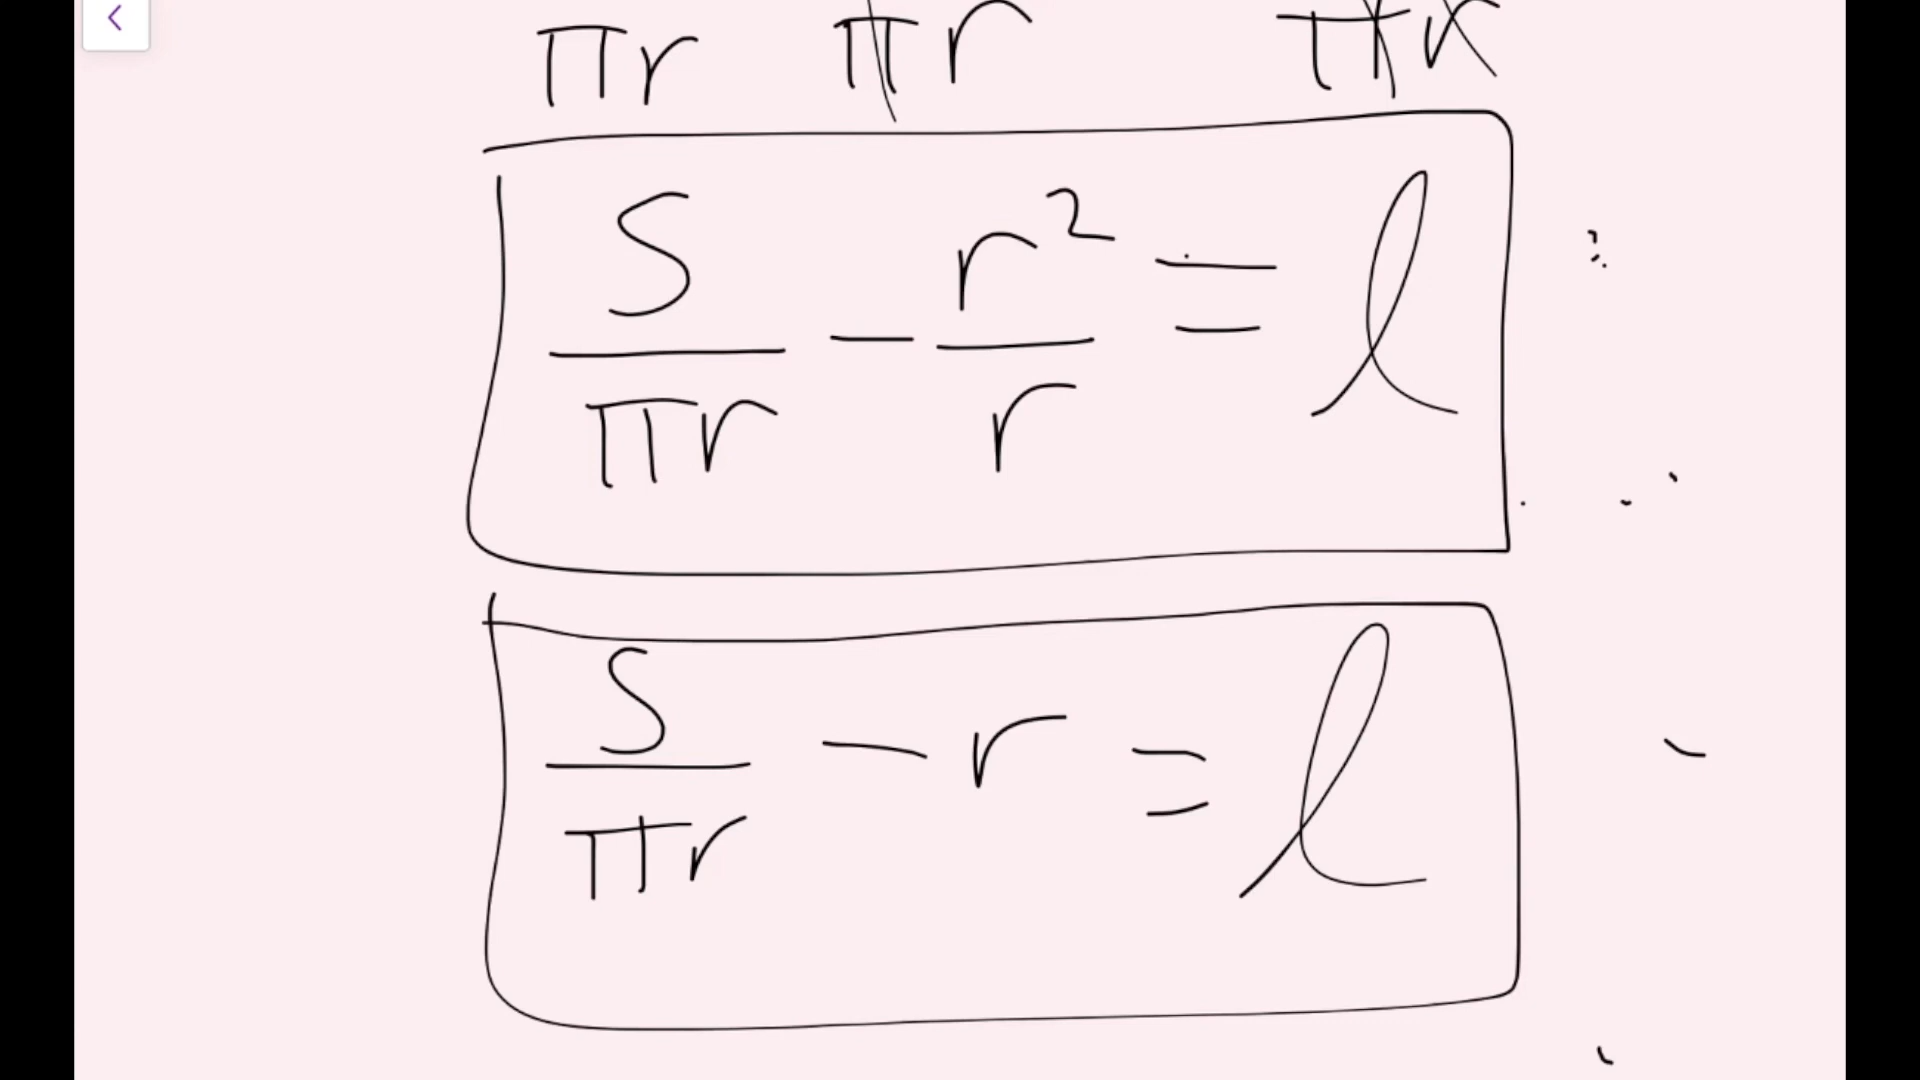 πr πr πr
S/πr - r²/r = l
S/πr - r = l